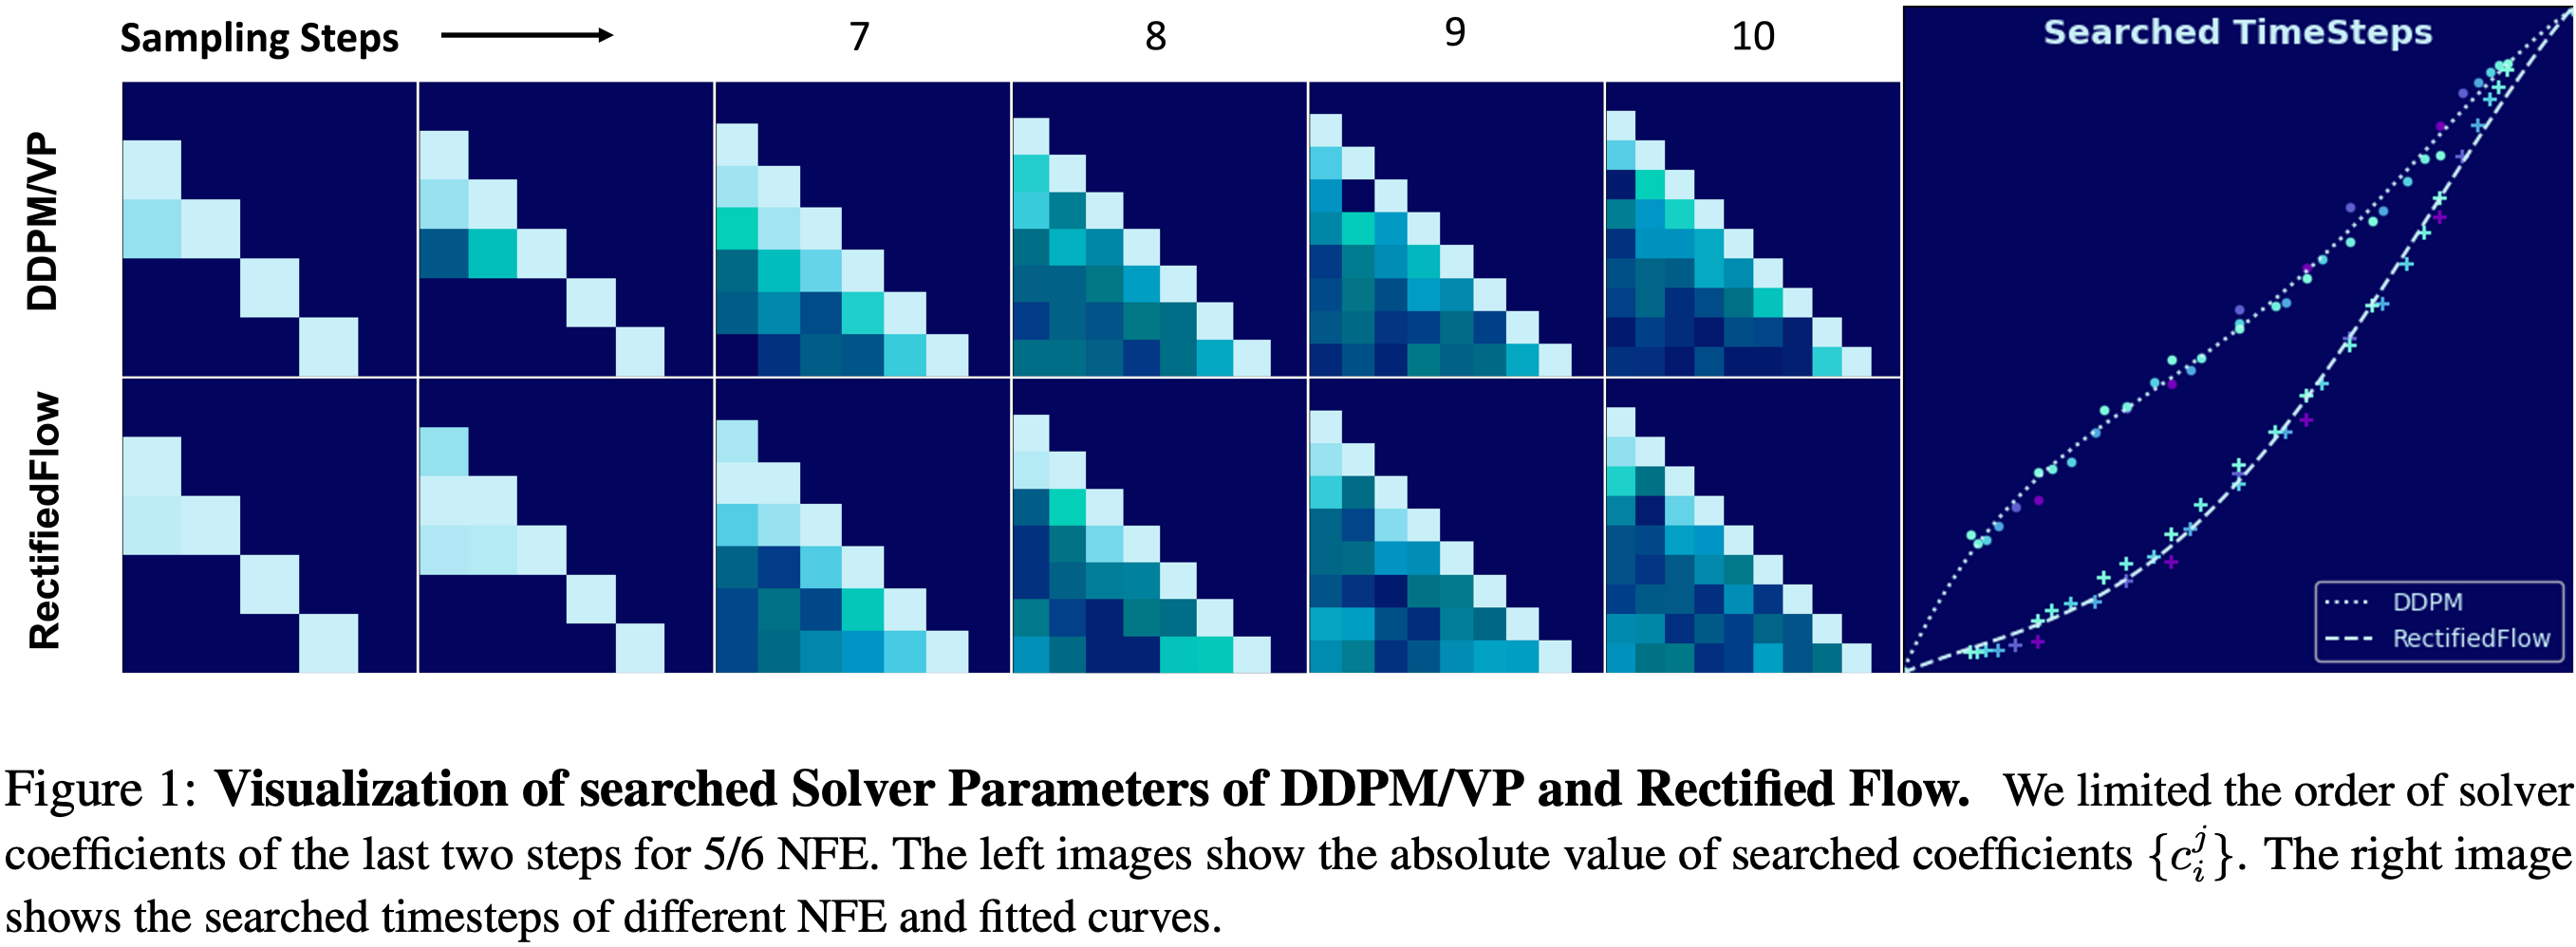 Sampling Steps 7 8 9 10
Searched TimeSteps
DDPM/VP
RectifiedFlow
DDPM
RectifiedFlow
Figure 1: Visualization of searched Solver Parameters of DDPM/VP and Rectified Flow. We limited the order of solver
coefficients of the last two steps for 5/6 NFE. The left images show the absolute value of searched coefficients {c_i^j}. The right image
shows the searched timesteps of different NFE and fitted curves.